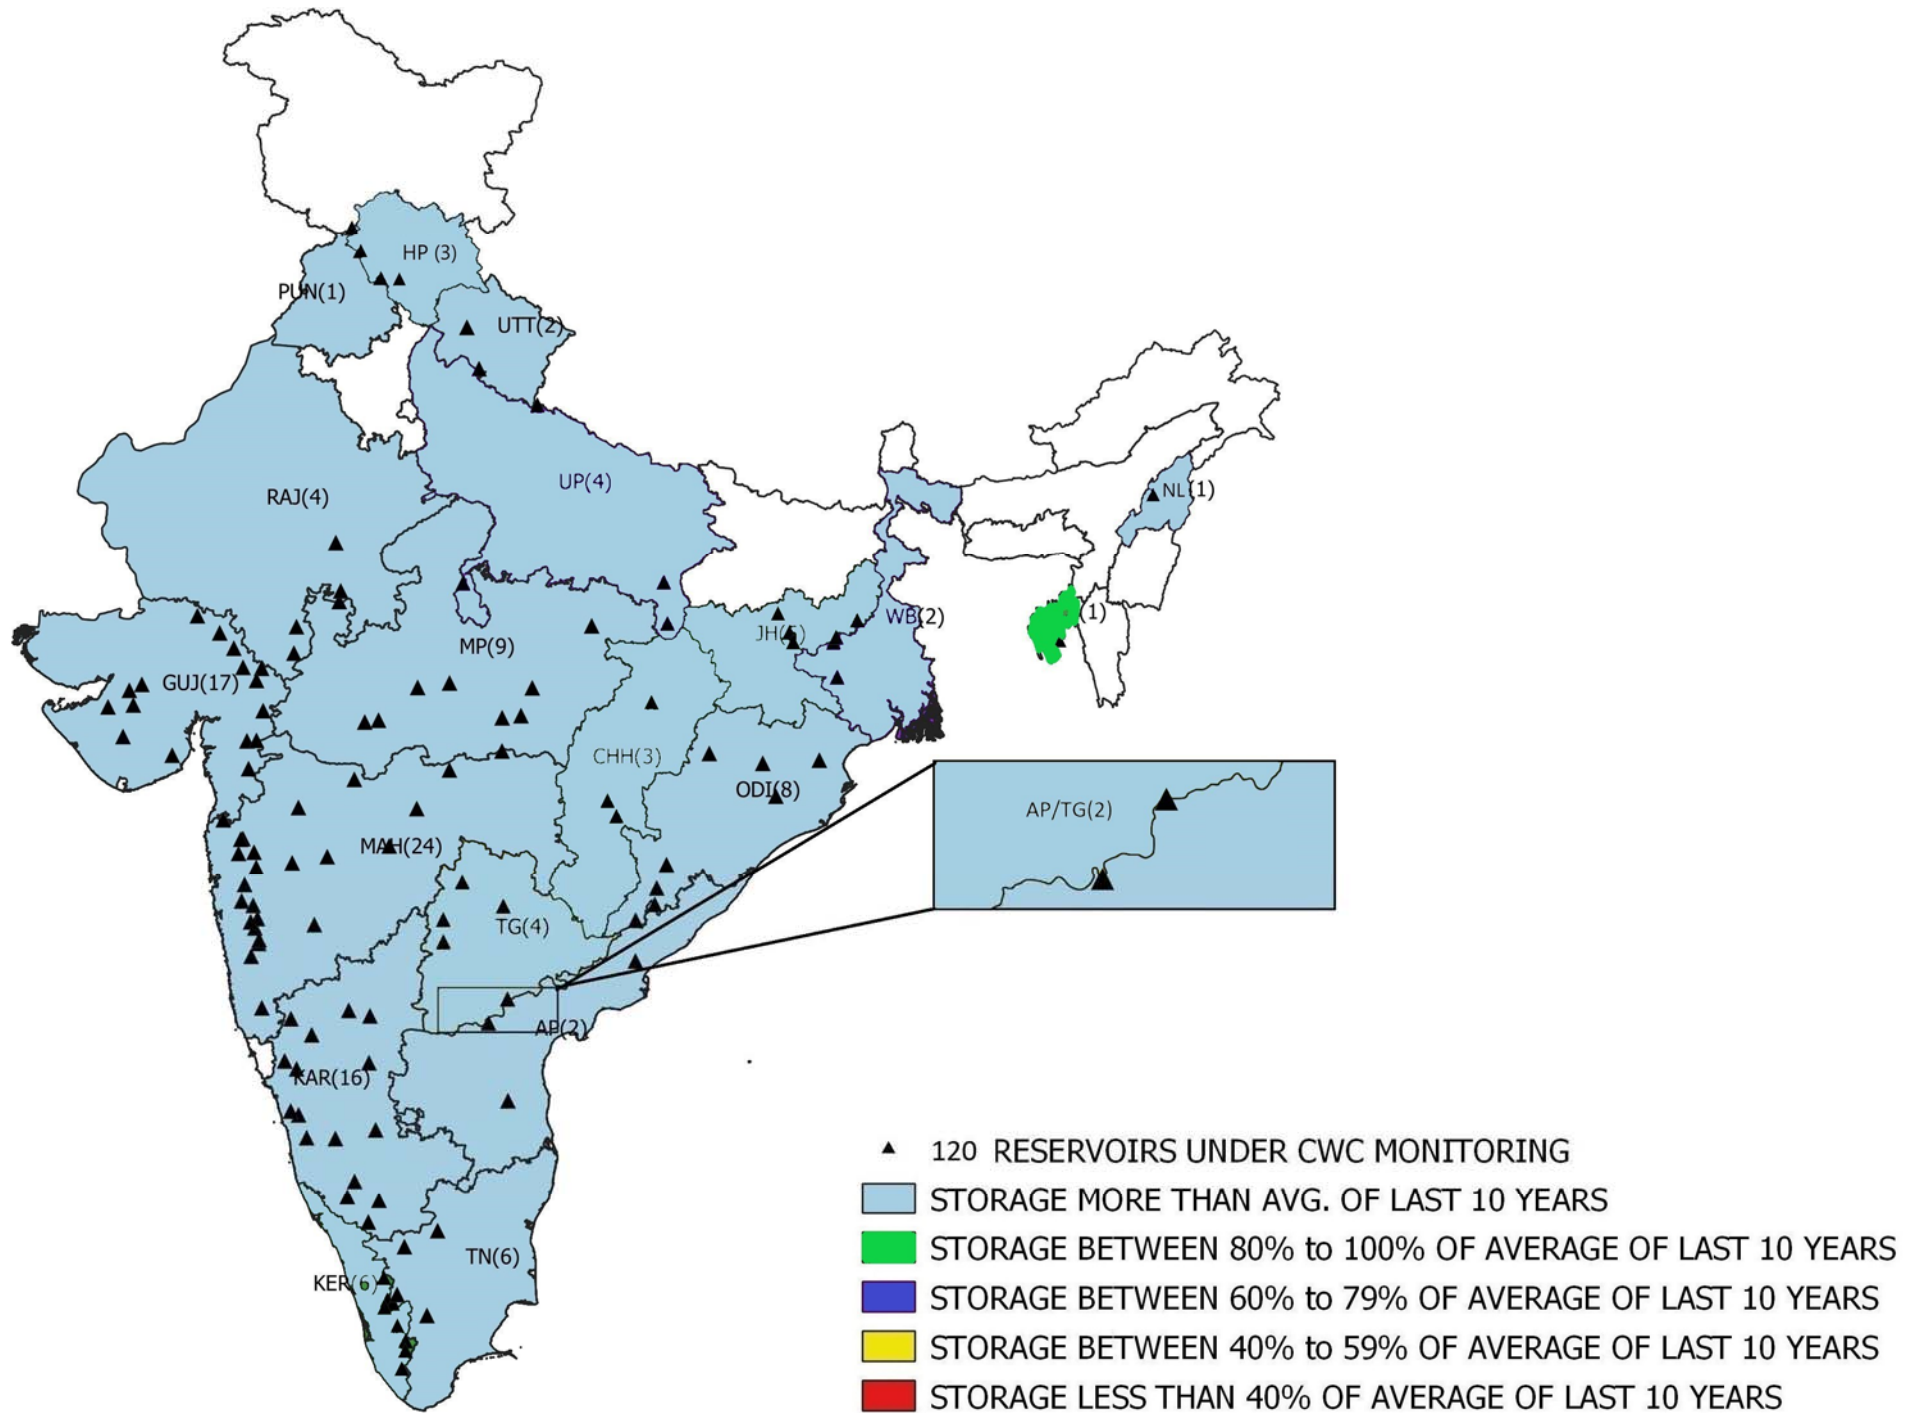 HP (3)
PUN(1)
UTT(2)
UP(4)
RAJ(4)
NL(1)
(1)
WB(2)
JH(5)
MP(9)
GUJ(17)
CHH(3)
ODI(8)
AP/TG(2)
MAH(24)
TG(4)
AP(2)
KAR(16)
TN(6)
KER(6)
120 RESERVOIRS UNDER CWC MONITORING
STORAGE MORE THAN AVG. OF LAST 10 YEARS
STORAGE BETWEEN 80% to 100% OF AVERAGE OF LAST 10 YEARS
STORAGE BETWEEN 60% to 79% OF AVERAGE OF LAST 10 YEARS
STORAGE BETWEEN 40% to 59% OF AVERAGE OF LAST 10 YEARS
STORAGE LESS THAN 40% OF AVERAGE OF LAST 10 YEARS